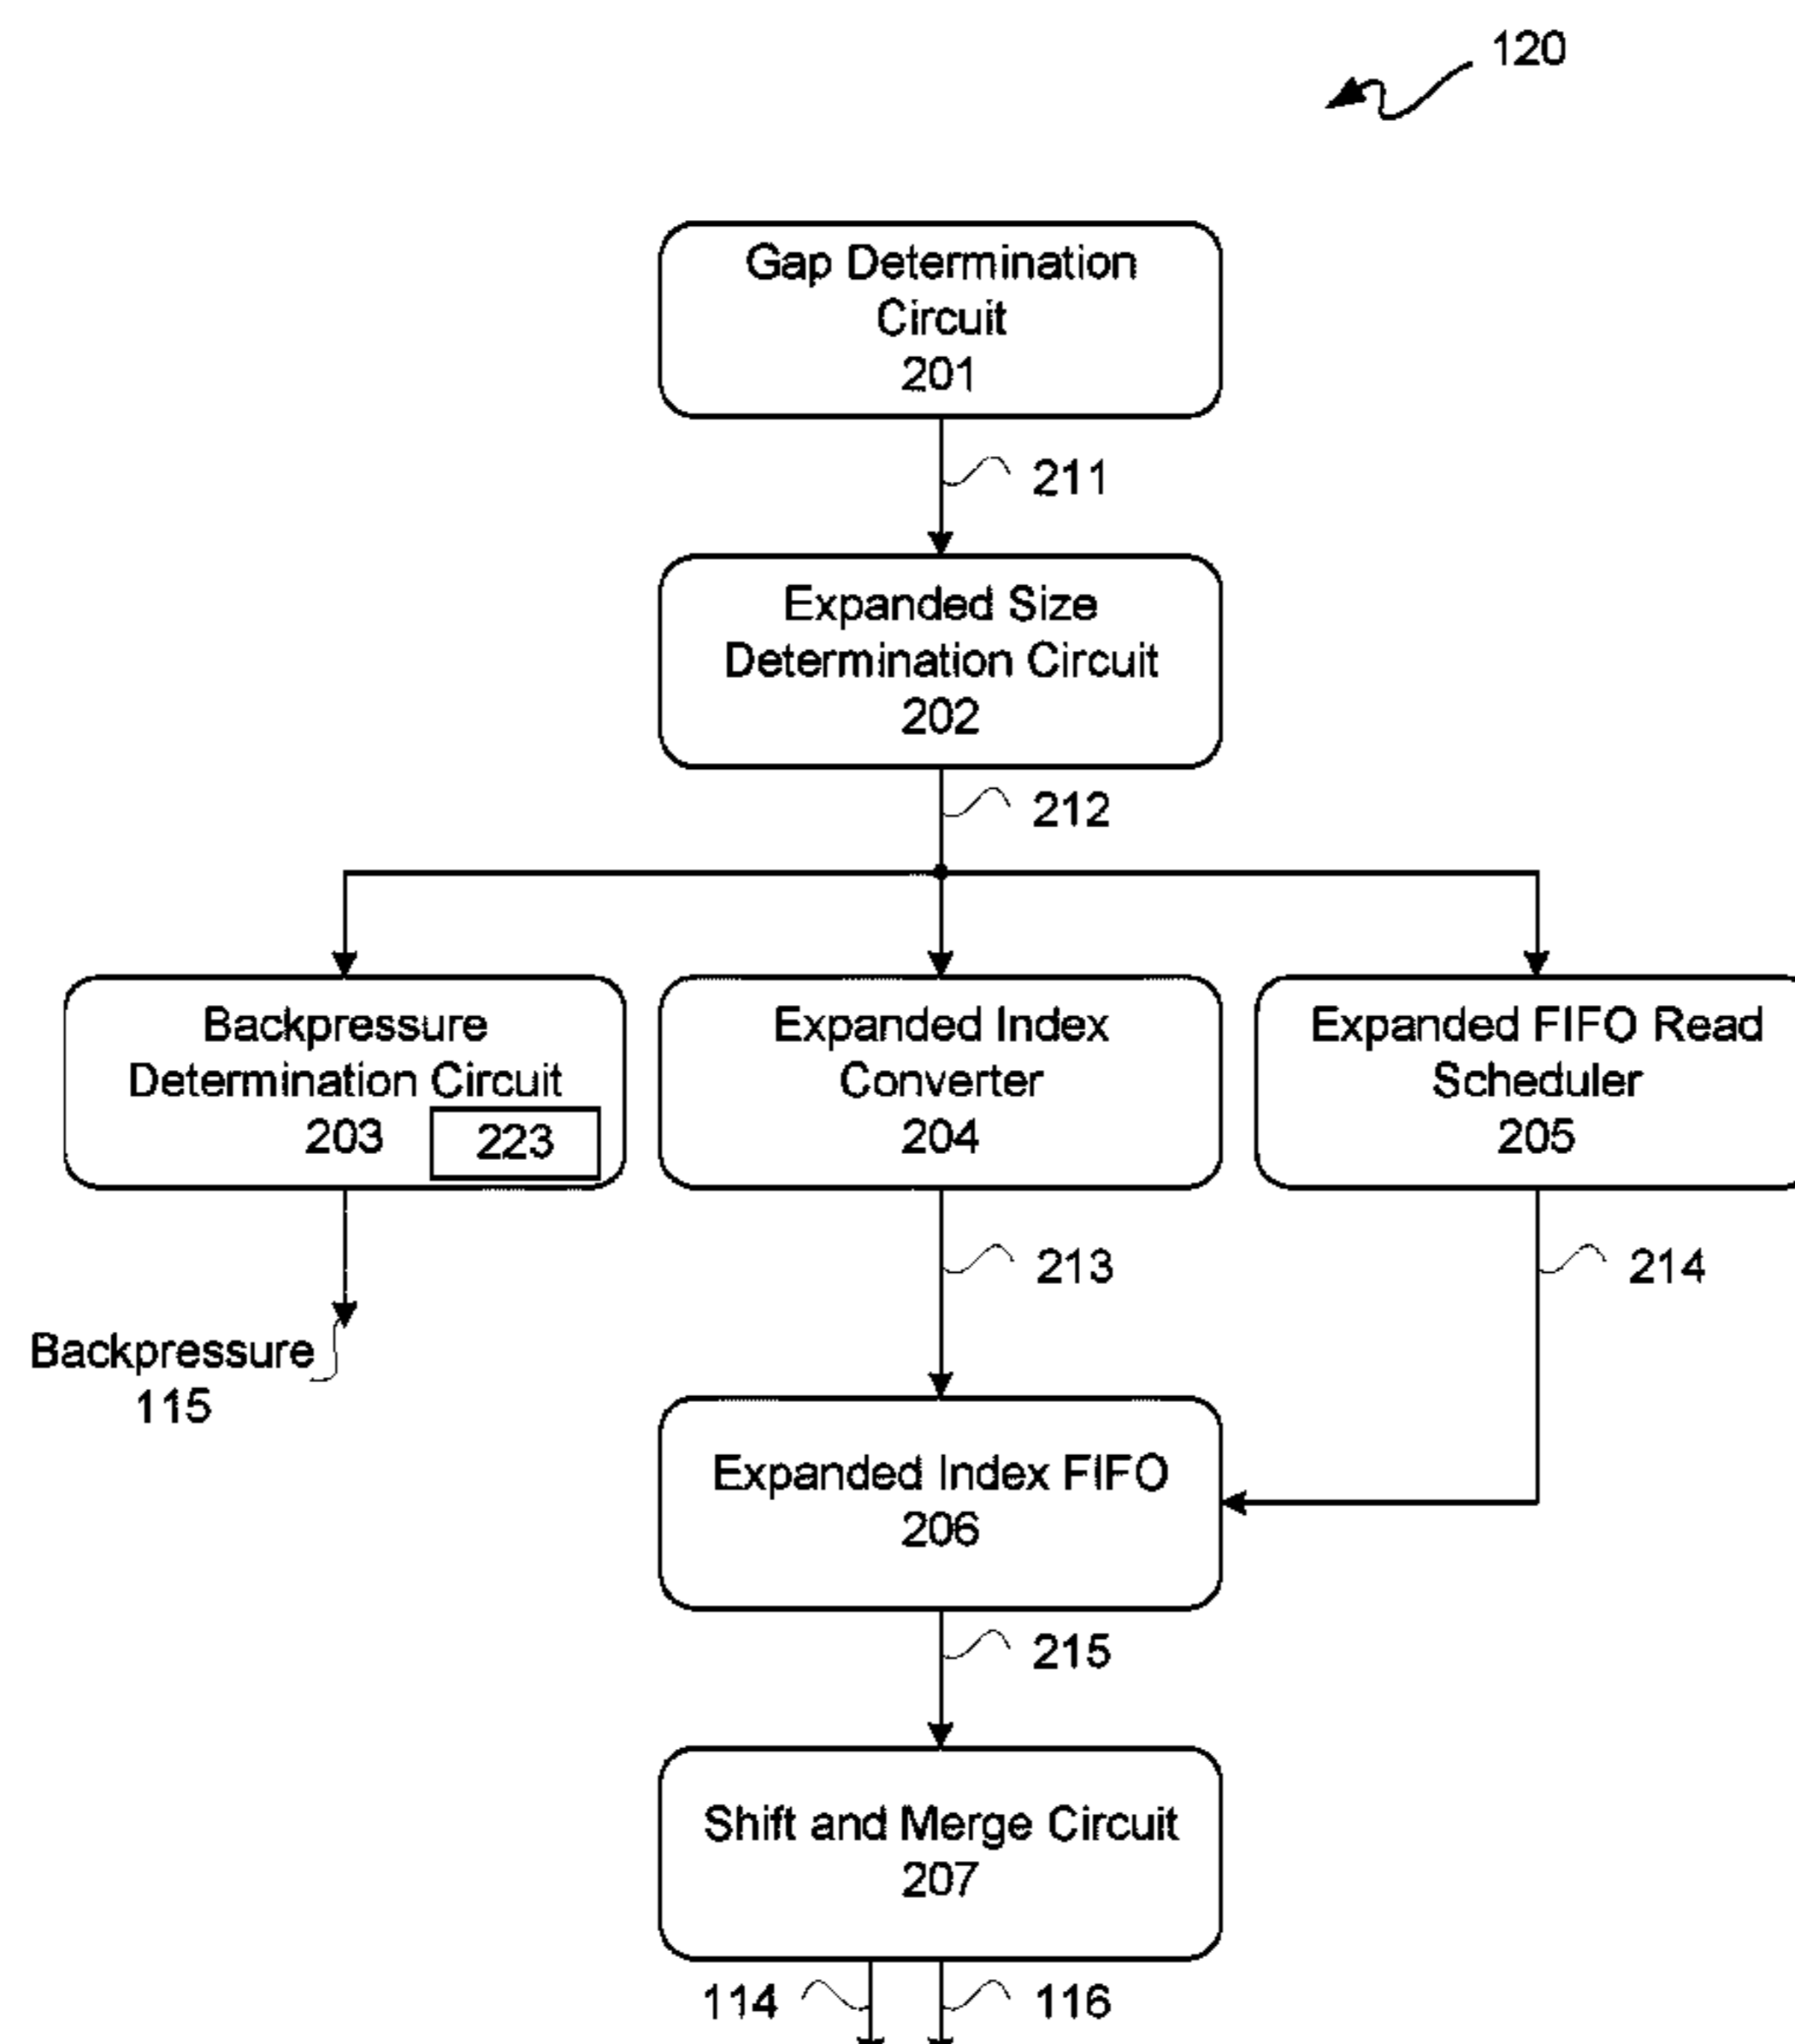 120
Gap Determination
Circuit
201
211
Expanded Size
Determination Circuit
202
212
Backpressure
Determination Circuit
203
223
Expanded Index
Converter
204
Expanded FIFO Read
Scheduler
205
213
214
Backpressure
115
Expanded Index FIFO
206
215
Shift and Merge Circuit
207
114
116